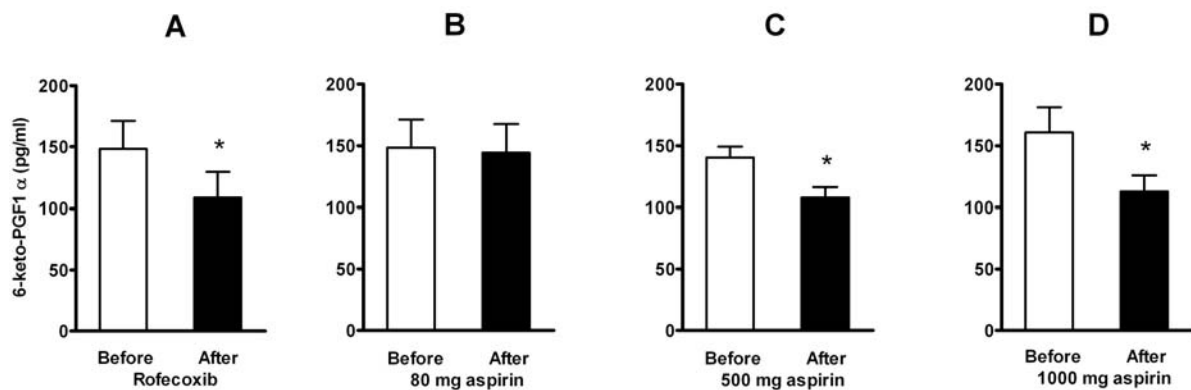 A
B
C
D
6-keto-PGF1 α (pg/ml)
200
150
100
50
0
*
Before After
Rofecoxib
200
150
100
50
0
Before After
80 mg aspirin
200
150
100
50
0
*
Before After
500 mg aspirin
200
150
100
50
0
*
Before After
1000 mg aspirin